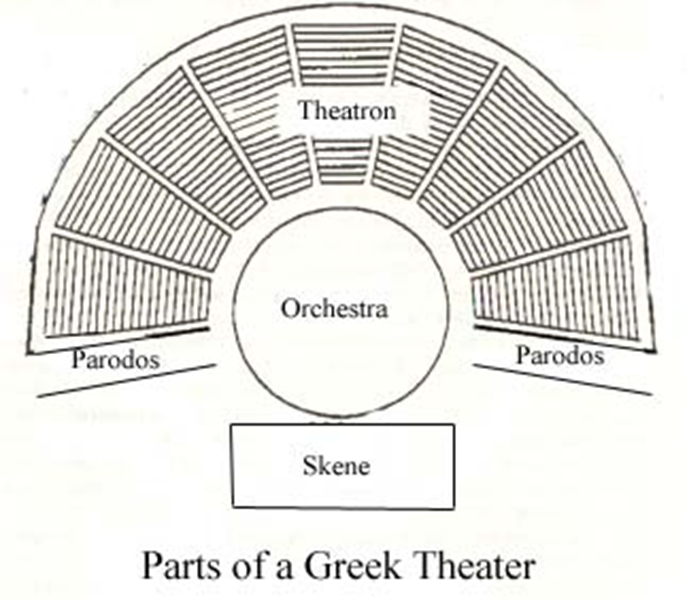 Theatron
Orchestra
Parodos
Parodos
Skene
Parts of a Greek Theater